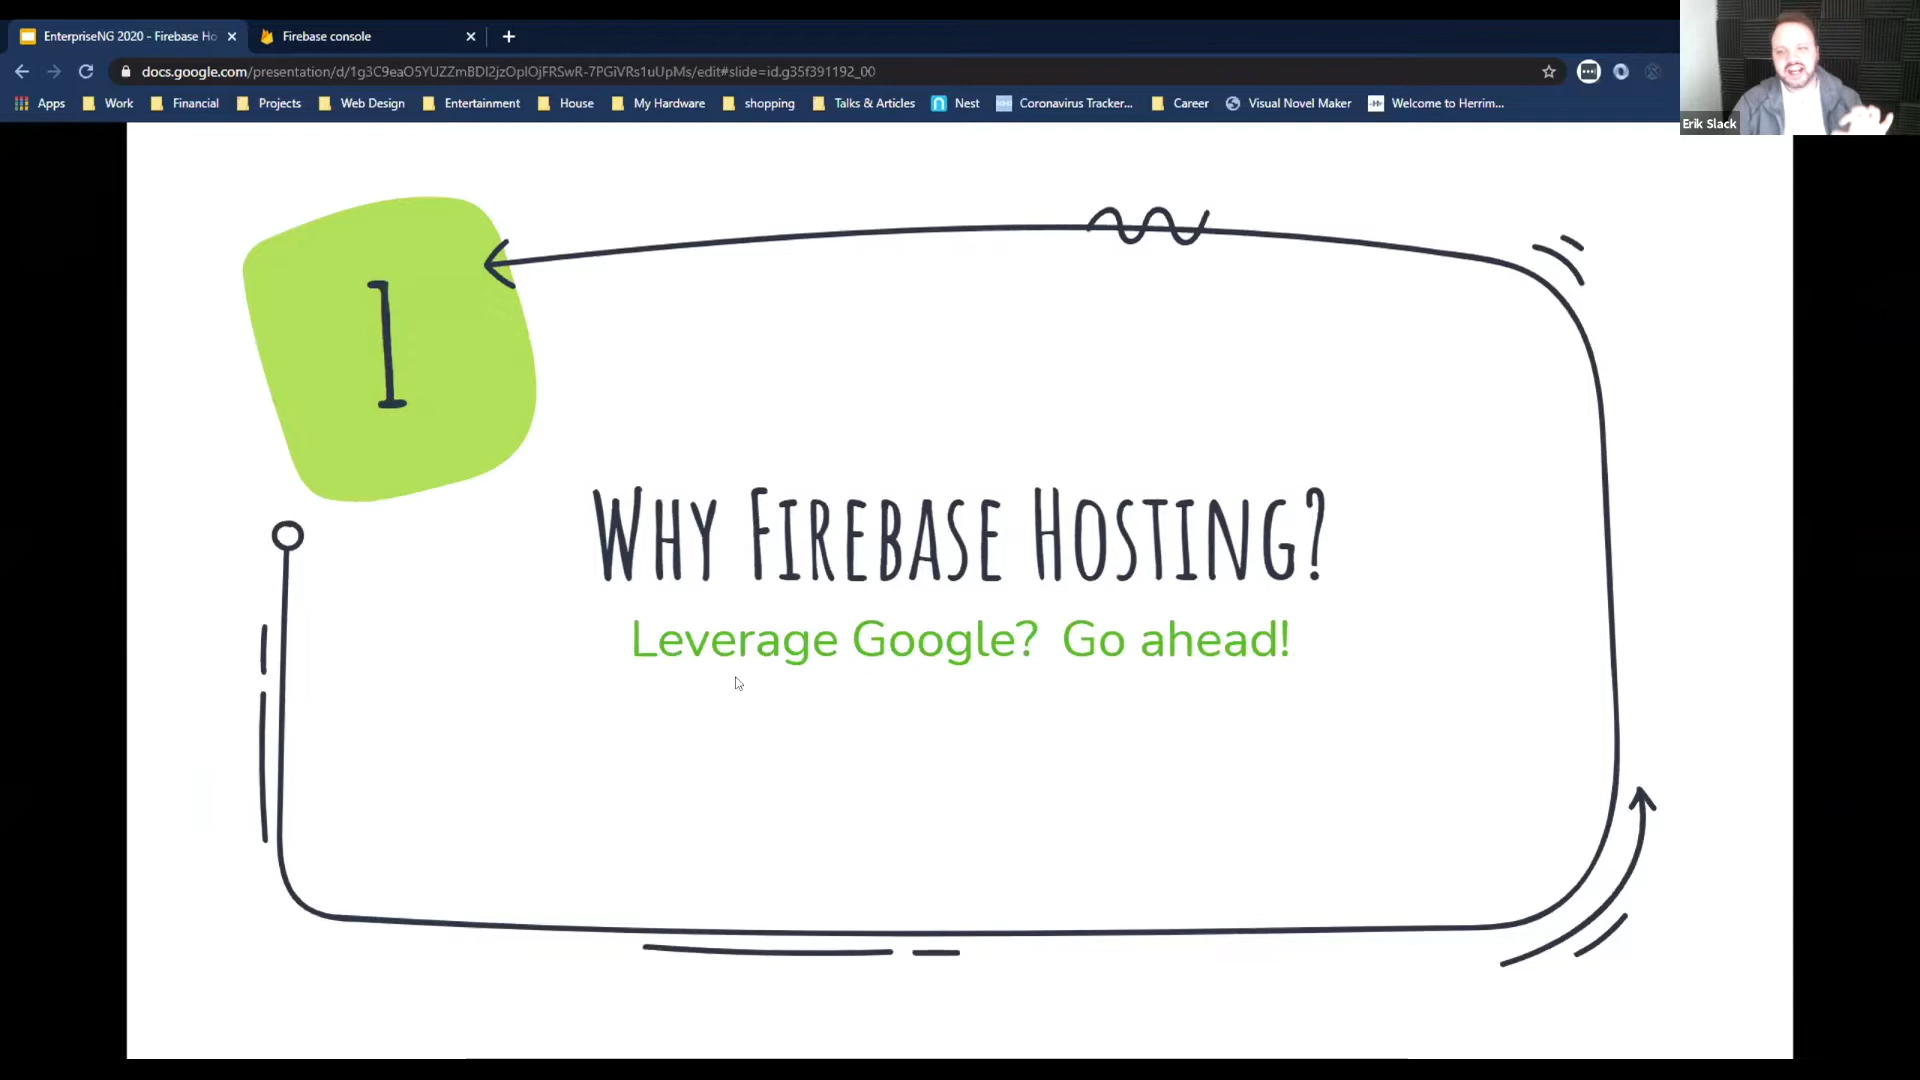 EnterpriseNG 2020 - Firebase Ho
Firebase console
docs.google.com/presentation/d/1g3C9eaO5YUZZmBDI2jzOplOjFRSwR-7PGiVRs1uUpMs/edit#slide=id.g35f391192_00
Apps Work Financial Projects Web Design Entertainment House My Hardware shopping Talks & Articles Nest Coronavirus Tracker... Career Visual Novel Maker Welcome to Herrim...
Erik Slack
1
Why Firebase Hosting?
Leverage Google? Go ahead!